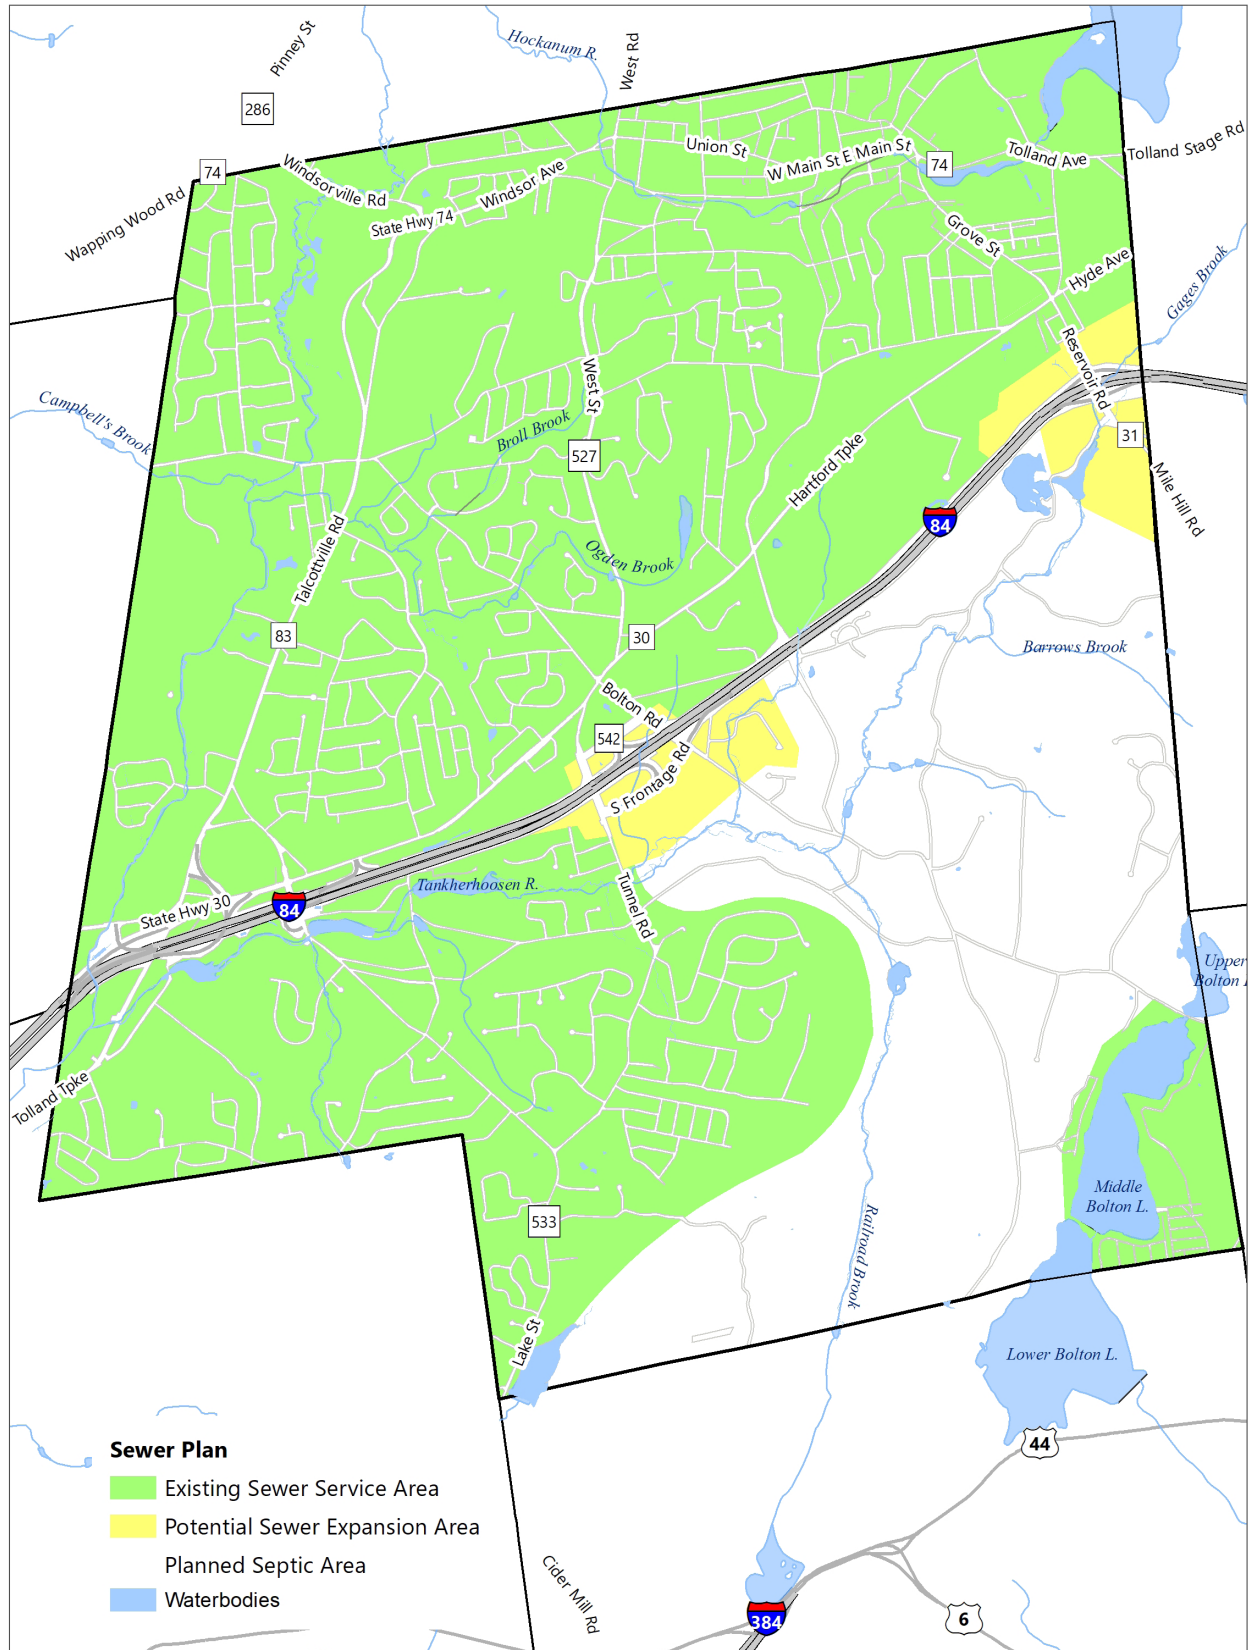 Pinney St
Hockanum R.
West Rd
286
Union St
W Main St E Main St
74
Tolland Ave
Tolland Stage Rd
74
Windsorville Rd
Windsor Ave
State Hwy 74
Wapping Wood Rd
Grove St
Hyde Ave
Gages Brook
Reservoir Rd
West St
Campbell's Brook
Broll Brook
527
31
Hartford Tpke
Mile Hill Rd
84
Talcottville Rd
Ogden Brook
83
30
Barrows Brook
Bolton Rd
542
S Frontage Rd
Tankherhoosen R.
Tunnel Rd
84
State Hwy 30
Upper
Bolton
Tolland Tpke
Middle
Bolton L.
533
Railroad Brook
Lake St
Lower Bolton L.
44
Sewer Plan
Existing Sewer Service Area
Potential Sewer Expansion Area
Planned Septic Area
Waterbodies
Cider Mill Rd
384
6